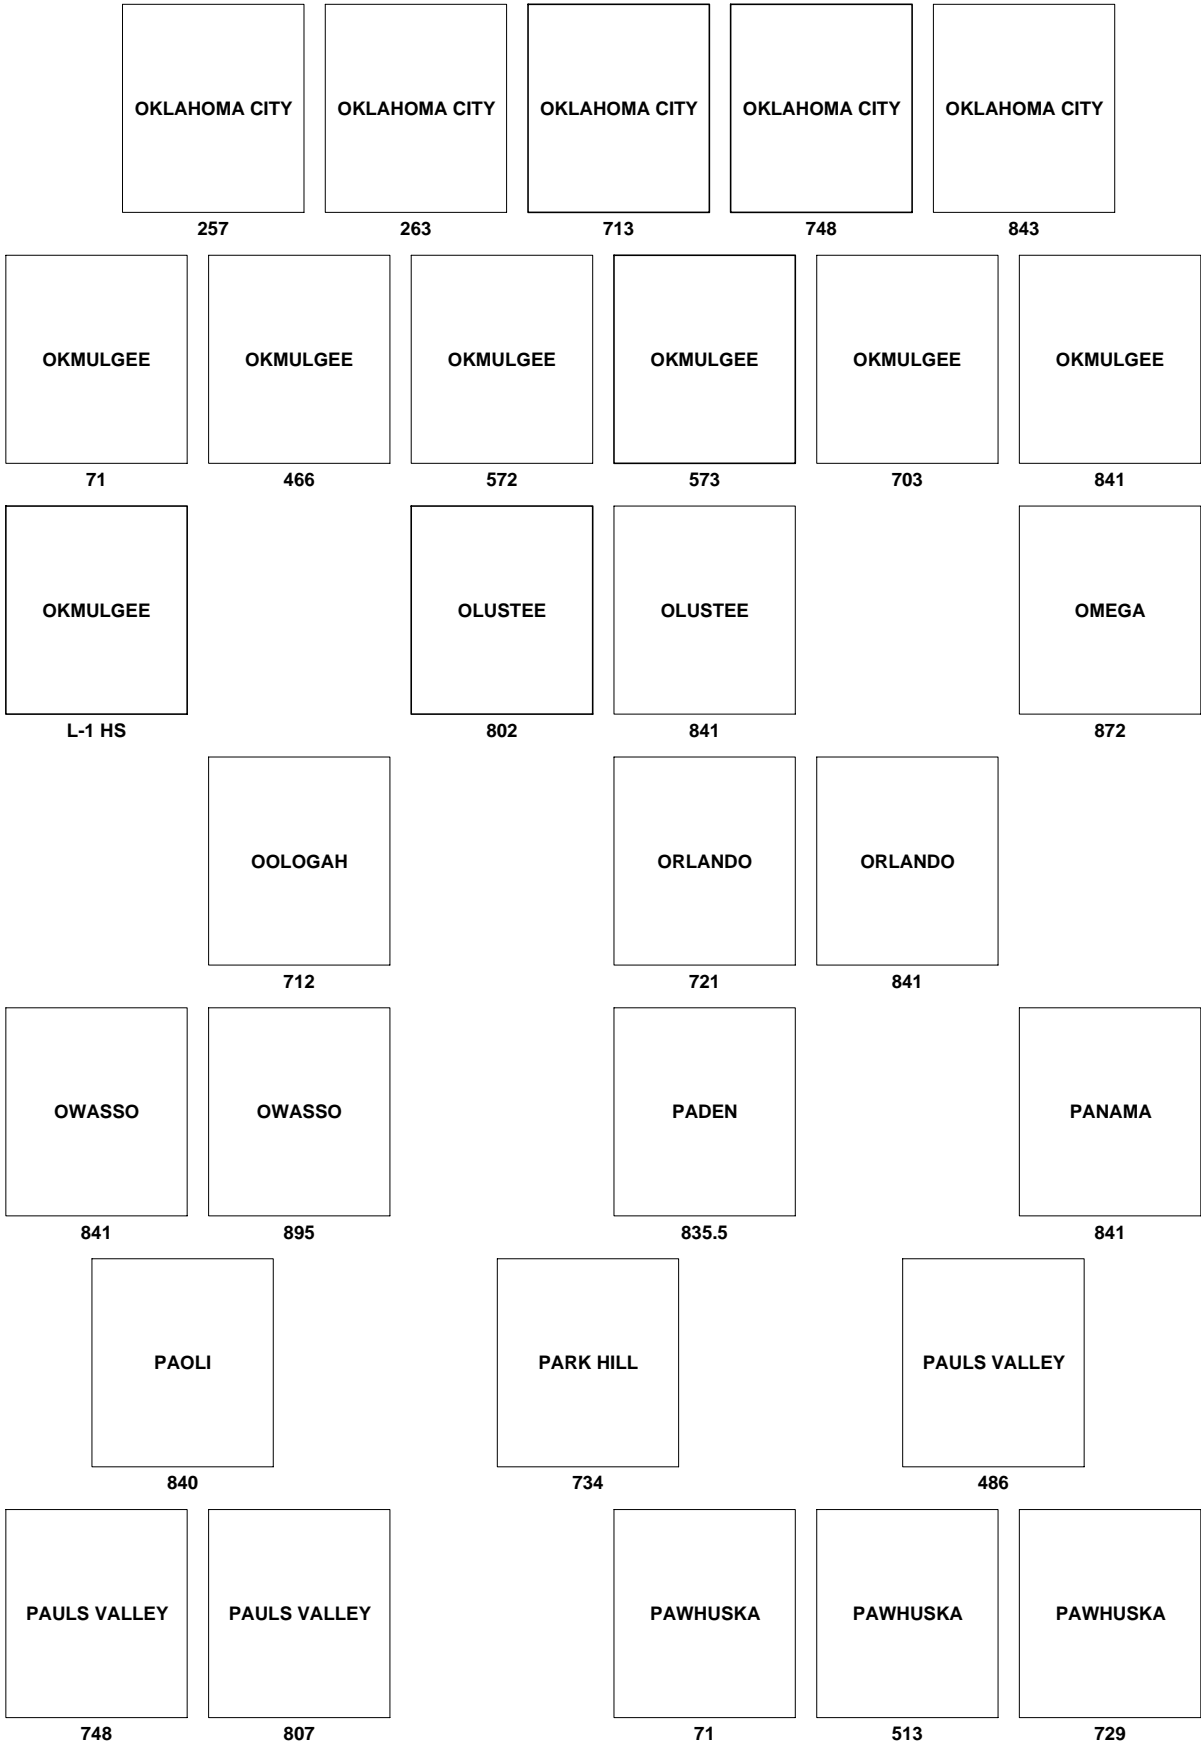 OKLAHOMA CITY OKLAHOMA CITY OKLAHOMA CITY OKLAHOMA CITY OKLAHOMA CITY
257 263 713 748 843
OKMULGEE OKMULGEE OKMULGEE OKMULGEE OKMULGEE OKMULGEE
71 466 572 573 703 841
OKMULGEE OLUSTEE OLUSTEE OMEGA
L-1 HS 802 841 872
OOLOGAH ORLANDO ORLANDO
712 721 841
OWASSO OWASSO PADEN PANAMA
841 895 835.5 841
PAOLI PARK HILL PAULS VALLEY
840 734 486
PAULS VALLEY PAULS VALLEY PAWHUSKA PAWHUSKA PAWHUSKA
748 807 71 513 729